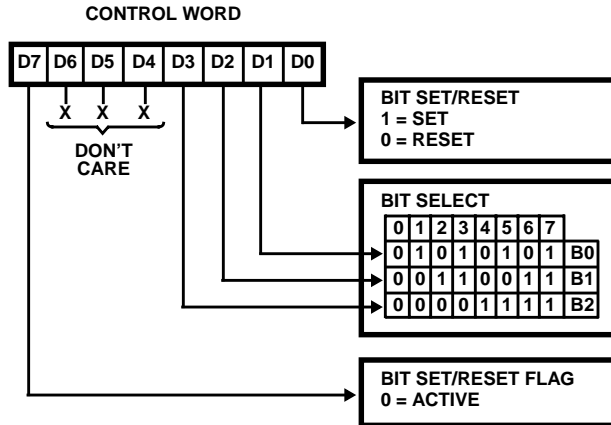 CONTROL WORD
D7 D6 D5 D4 D3 D2 D1 D0
X X X
DON'T
CARE
BIT SET/RESET
1 = SET
0 = RESET
BIT SELECT
0 1 2 3 4 5 6 7
0 1 0 1 0 1 0 1 B0
0 0 1 1 0 0 1 1 B1
0 0 0 0 1 1 1 1 B2
BIT SET/RESET FLAG
0 = ACTIVE